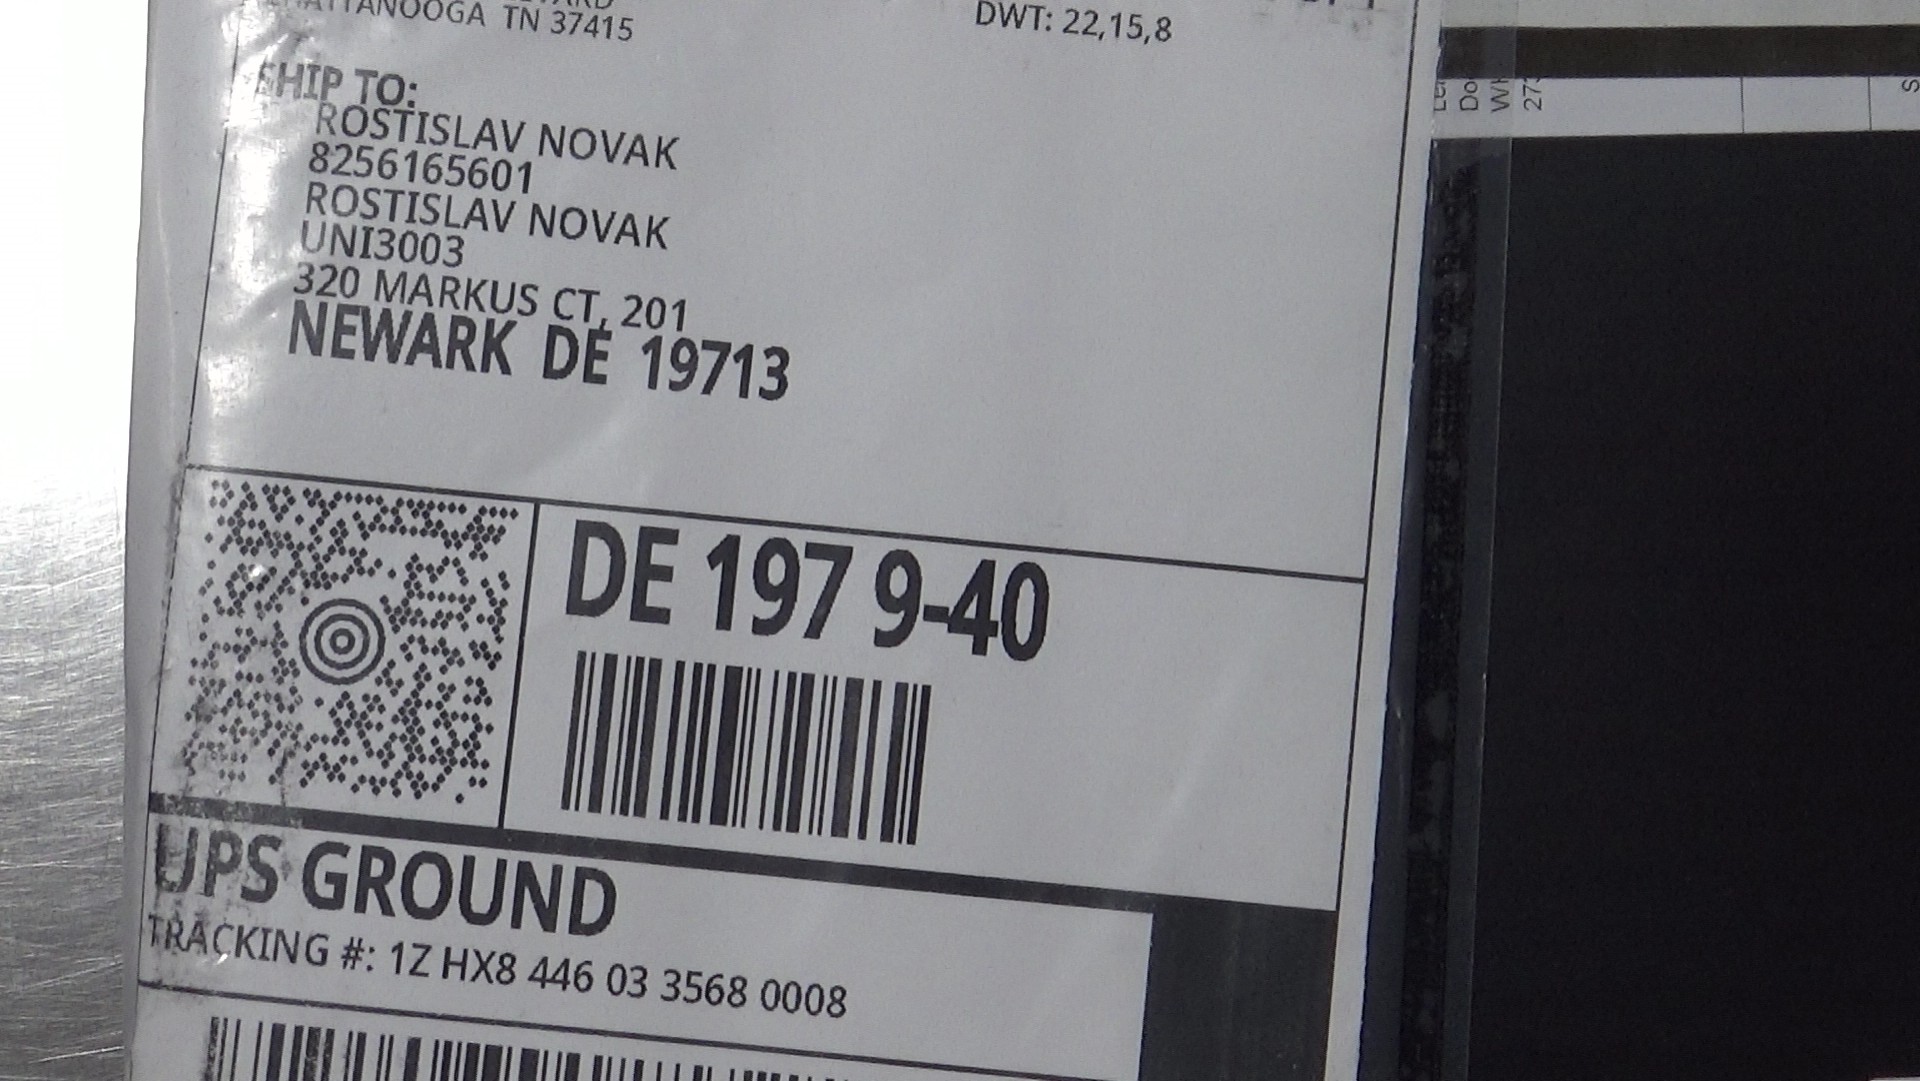 CHATTANOOGA TN 37415
DWT: 22,15,8
SHIP TO:
ROSTISLAV NOVAK
8256165601
ROSTISLAV NOVAK
UNI3003
320 MARKUS CT, 201
NEWARK DE 19713
DE 197 9-40
UPS GROUND
TRACKING #: 1Z HX8 446 03 3568 0008